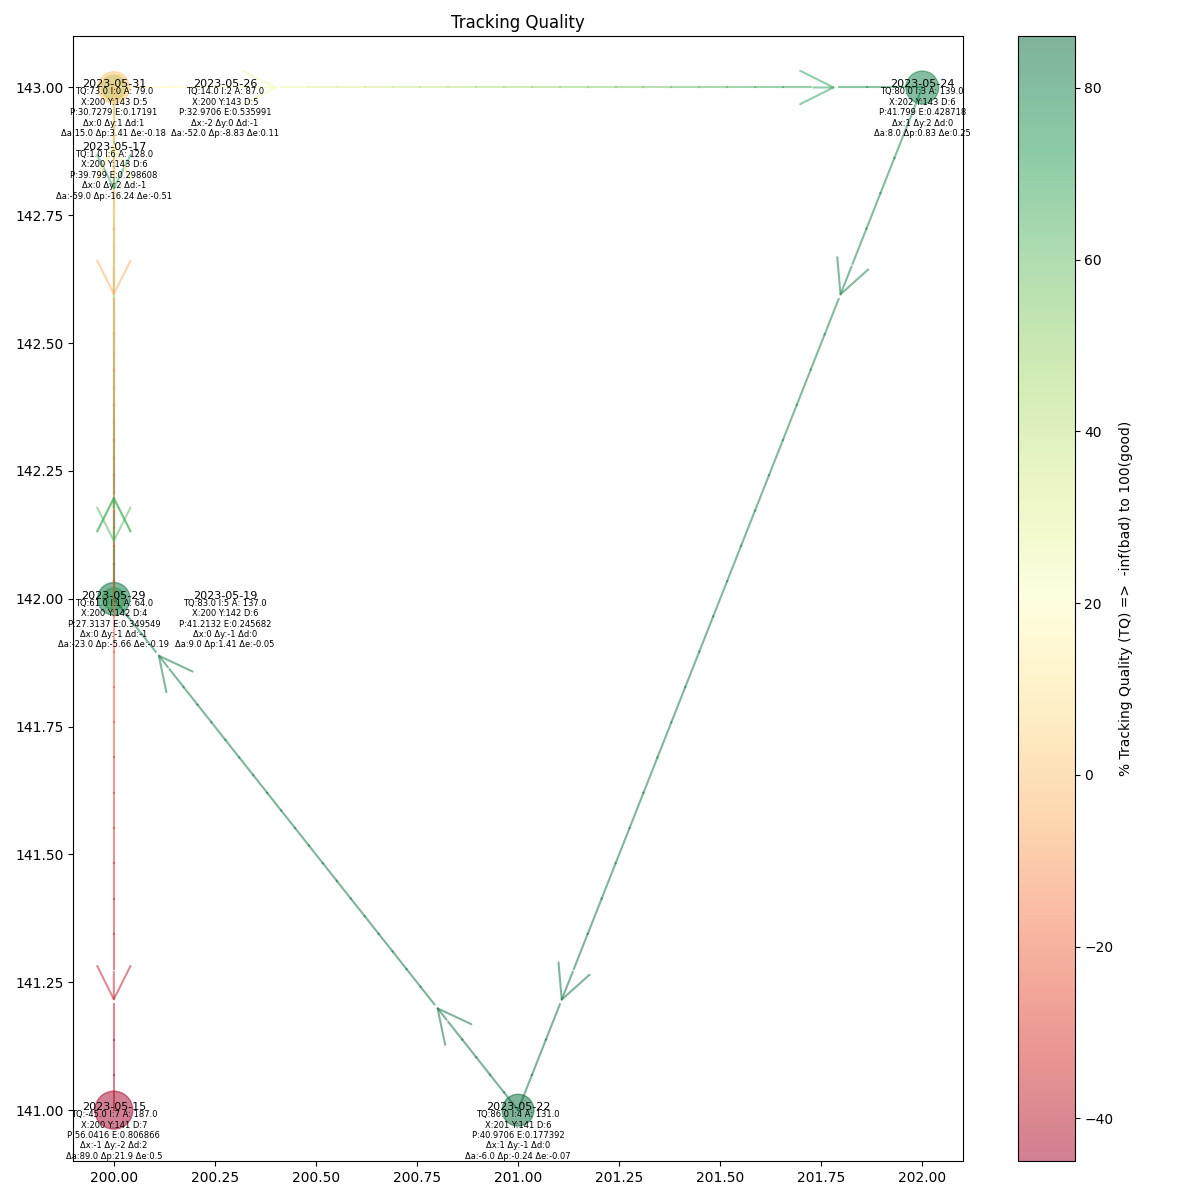 Tracking Quality
143.00
142.75
142.50
142.25
142.00
141.75
141.50
141.25
141.00
2023-05-31
TQ:73.0 I:0 A: 79.0
X:200 Y:143 D:5
P:30.7279 E:0.17191
Δx:0 Δy:1 Δd:1
Δa:15.0 Δp:3.41 Δe:-0.18
2023-05-26
TQ:14.0 I:2 A: 87.0
X:200 Y:143 D:5
P:32.9706 E:0.535991
Δx:-2 Δy:0 Δd:-1
Δa:-52.0 Δp:-8.83 Δe:0.11
2023-05-24
TQ:80.0 I:3 A: 139.0
X:202 Y:143 D:6
P:41.799 E:0.428718
Δx:1 Δy:2 Δd:0
Δa:8.0 Δp:0.83 Δe:0.25
2023-05-17
TQ:1.0 I:6 A: 128.0
X:200 Y:143 D:6
P:39.799 E:0.298608
Δx:0 Δy:2 Δd:-1
Δa:-59.0 Δp:-16.24 Δe:-0.51
2023-05-29
TQ:61.0 I:1 A: 64.0
X:200 Y:142 D:4
P:27.3137 E:0.349549
Δx:0 Δy:-1 Δd:-1
Δa:-23.0 Δp:-5.66 Δe:-0.19
2023-05-19
TQ:83.0 I:5 A: 137.0
X:200 Y:142 D:6
P:41.2132 E:0.245682
Δx:0 Δy:-1 Δd:0
Δa:9.0 Δp:1.41 Δe:-0.05
2023-05-15
TQ:-45.0 I:7 A: 187.0
X:200 Y:141 D:7
P:56.0416 E:0.806866
Δx:-1 Δy:-2 Δd:2
Δa:89.0 Δp:21.9 Δe:0.5
2023-05-22
TQ:86.0 I:4 A: 131.0
X:201 Y:141 D:6
P:40.9706 E:0.177392
Δx:1 Δy:-1 Δd:0
Δa:-6.0 Δp:-0.24 Δe:-0.07
200.00 200.25 200.50 200.75 201.00 201.25 201.50 201.75 202.00
80
60
40
20
0
−20
−40
% Tracking Quality (TQ) => -inf(bad) to 100(good)